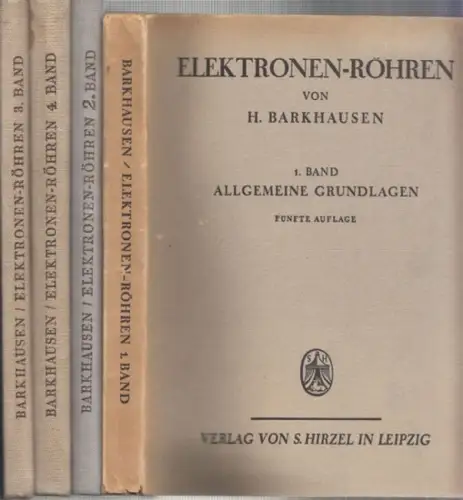 BARKHAUSEN / ELEKTRONEN-RÖHREN 3. BAND
BARKHAUSEN / ELEKTRONEN-RÖHREN 4. BAND
BARKHAUSEN / ELEKTRONEN-RÖHREN 2. BAND
BARKHAUSEN / ELEKTRONEN-RÖHREN 1. BAND
ELEKTRONEN-RÖHREN
VON
H. BARKHAUSEN
1. BAND
ALLGEMEINE GRUNDLAGEN
FÜNFTE AUFLAGE
S H
VERLAG VON S. HIRZEL IN LEIPZIG